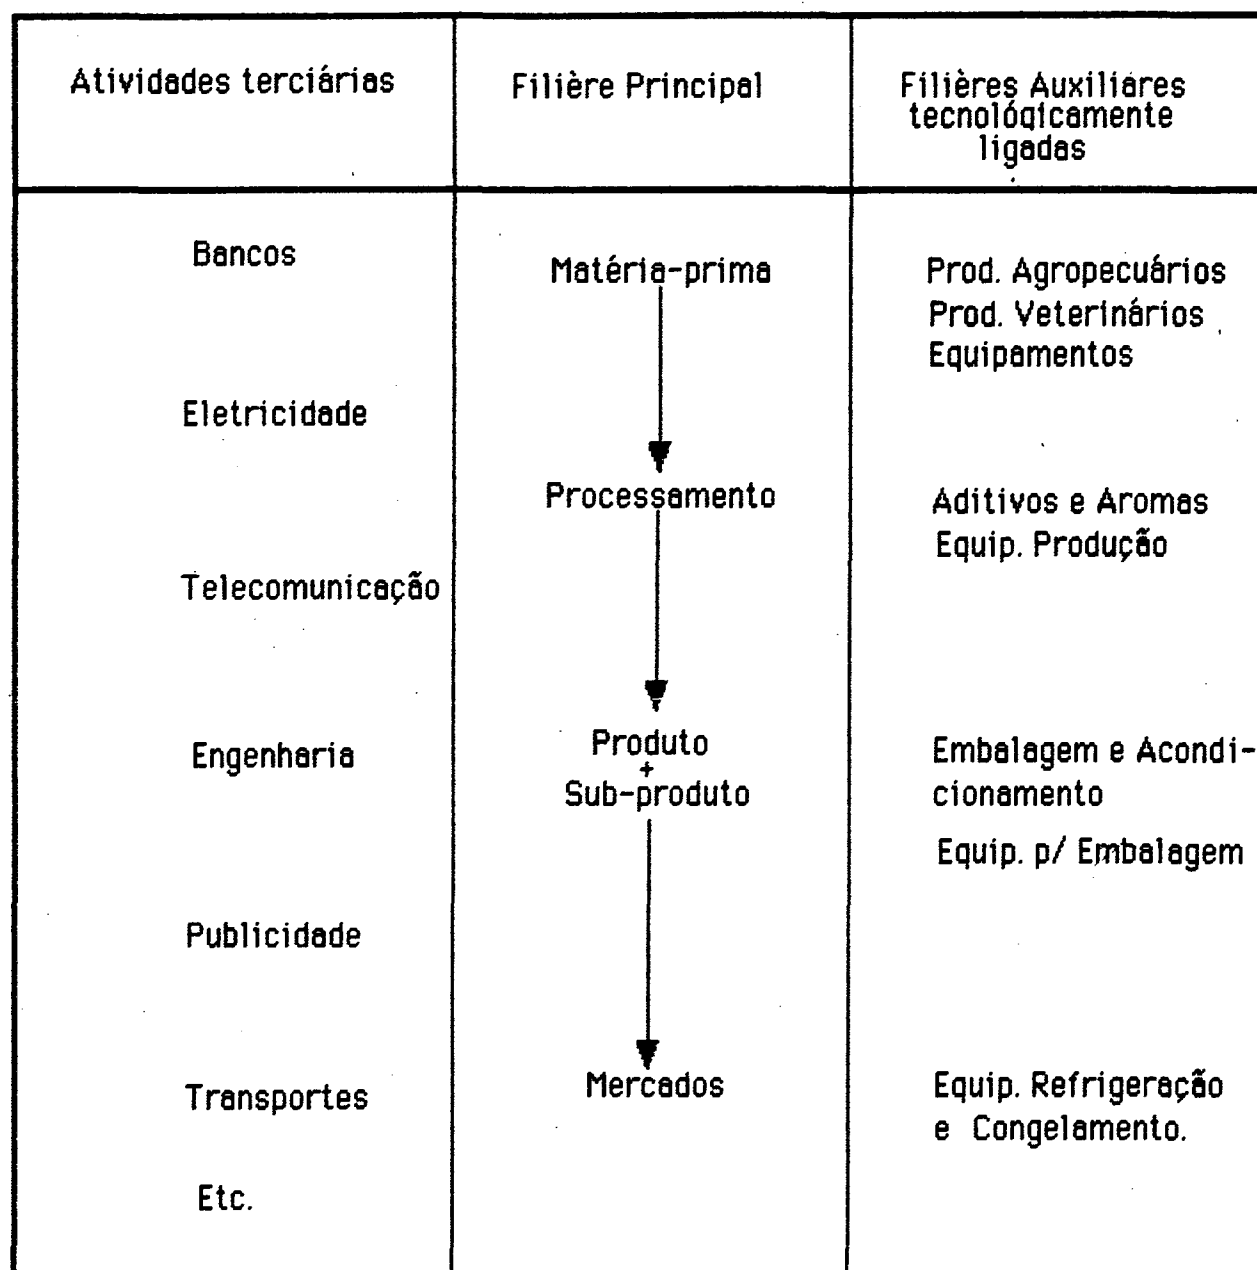 Atividades terciárias
Filière Principal
Filières Auxiliares
tecnológicamente
ligadas
Bancos
Eletricidade
Telecomunicação
Engenharia
Publicidade
Transportes
Etc.
Matéria-prima
Processamento
Produto
+
Sub-produto
Mercados
Prod. Agropecuários
Prod. Veterinários
Equipamentos
Aditivos e Aromas
Equip. Produção
Embalagem e Acondi-
cionamento
Equip. p/ Embalagem
Equip. Refrigeração
e Congelamento.